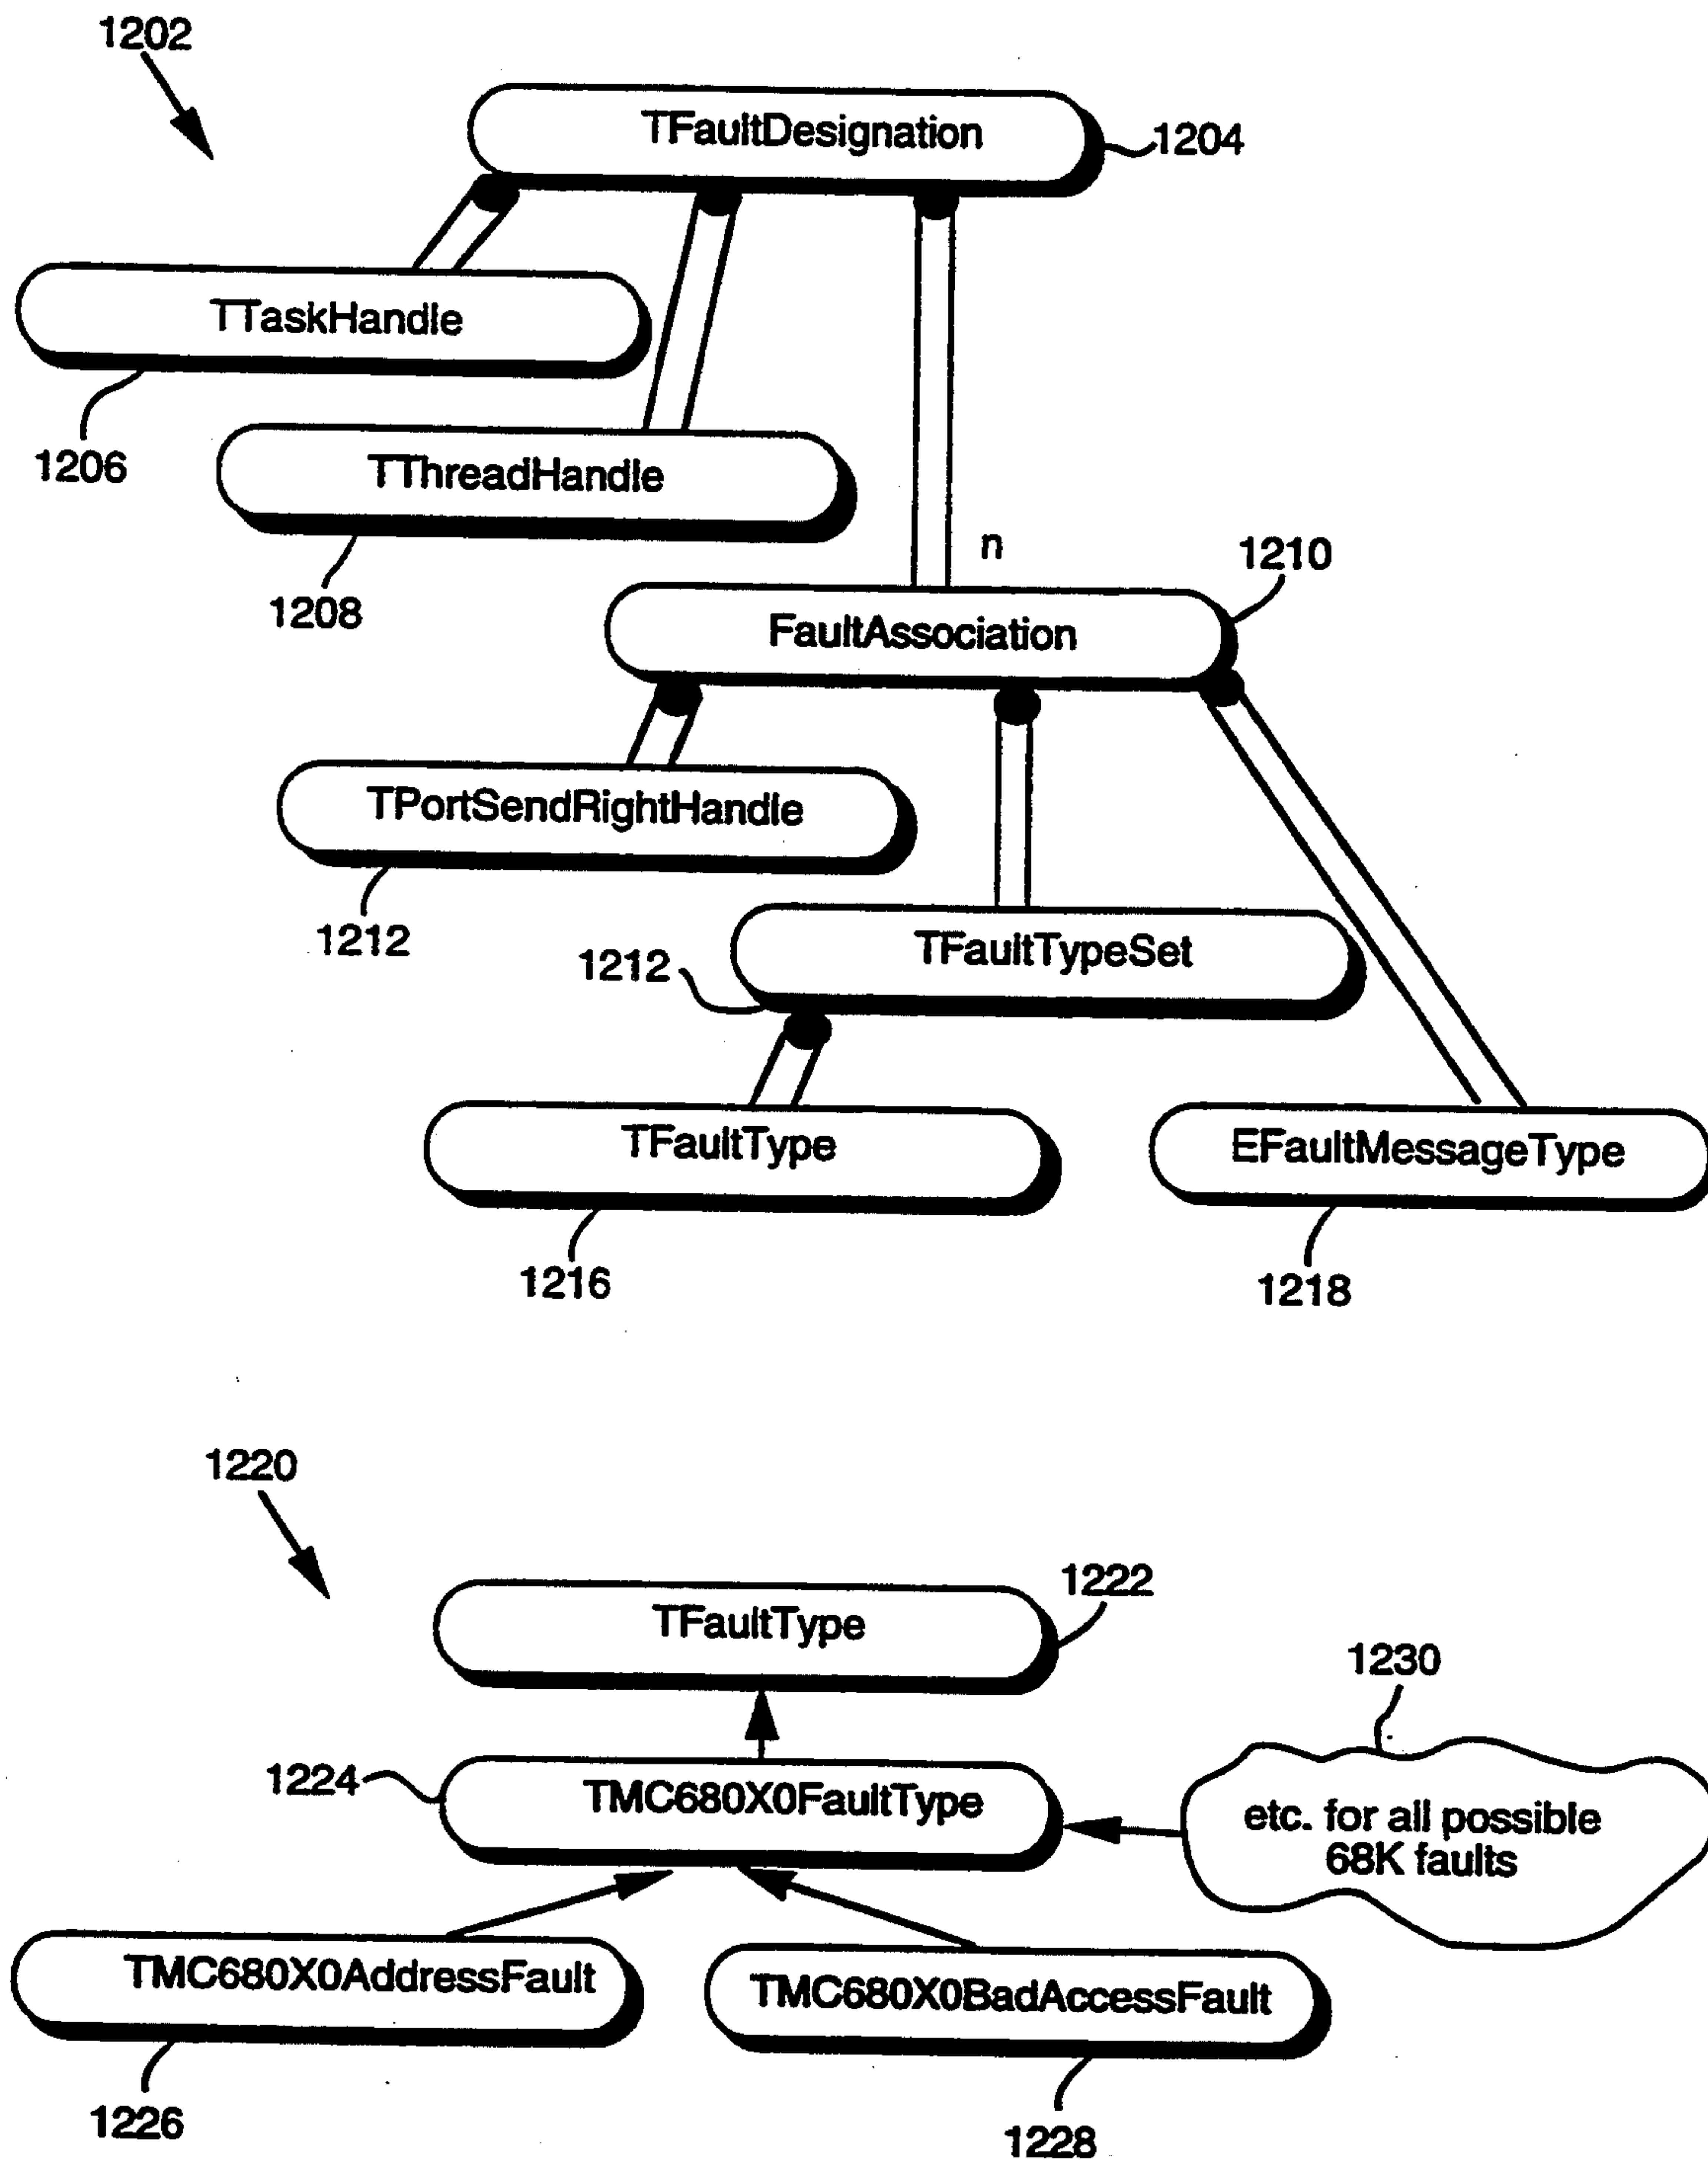 1202
TFaultDesignation
1204
TTaskHandle
1206
TThreadHandle
1208
n
1210
FaultAssociation
TPortSendRightHandle
1212
TFaultTypeSet
1212
TFaultType
EFaultMessageType
1216
1218
1220
1222
TFaultType
1230
1224
TMC680X0FaultType
etc. for all possible
68K faults
TMC680X0AddressFault
TMC680X0BadAccessFault
1226
1228